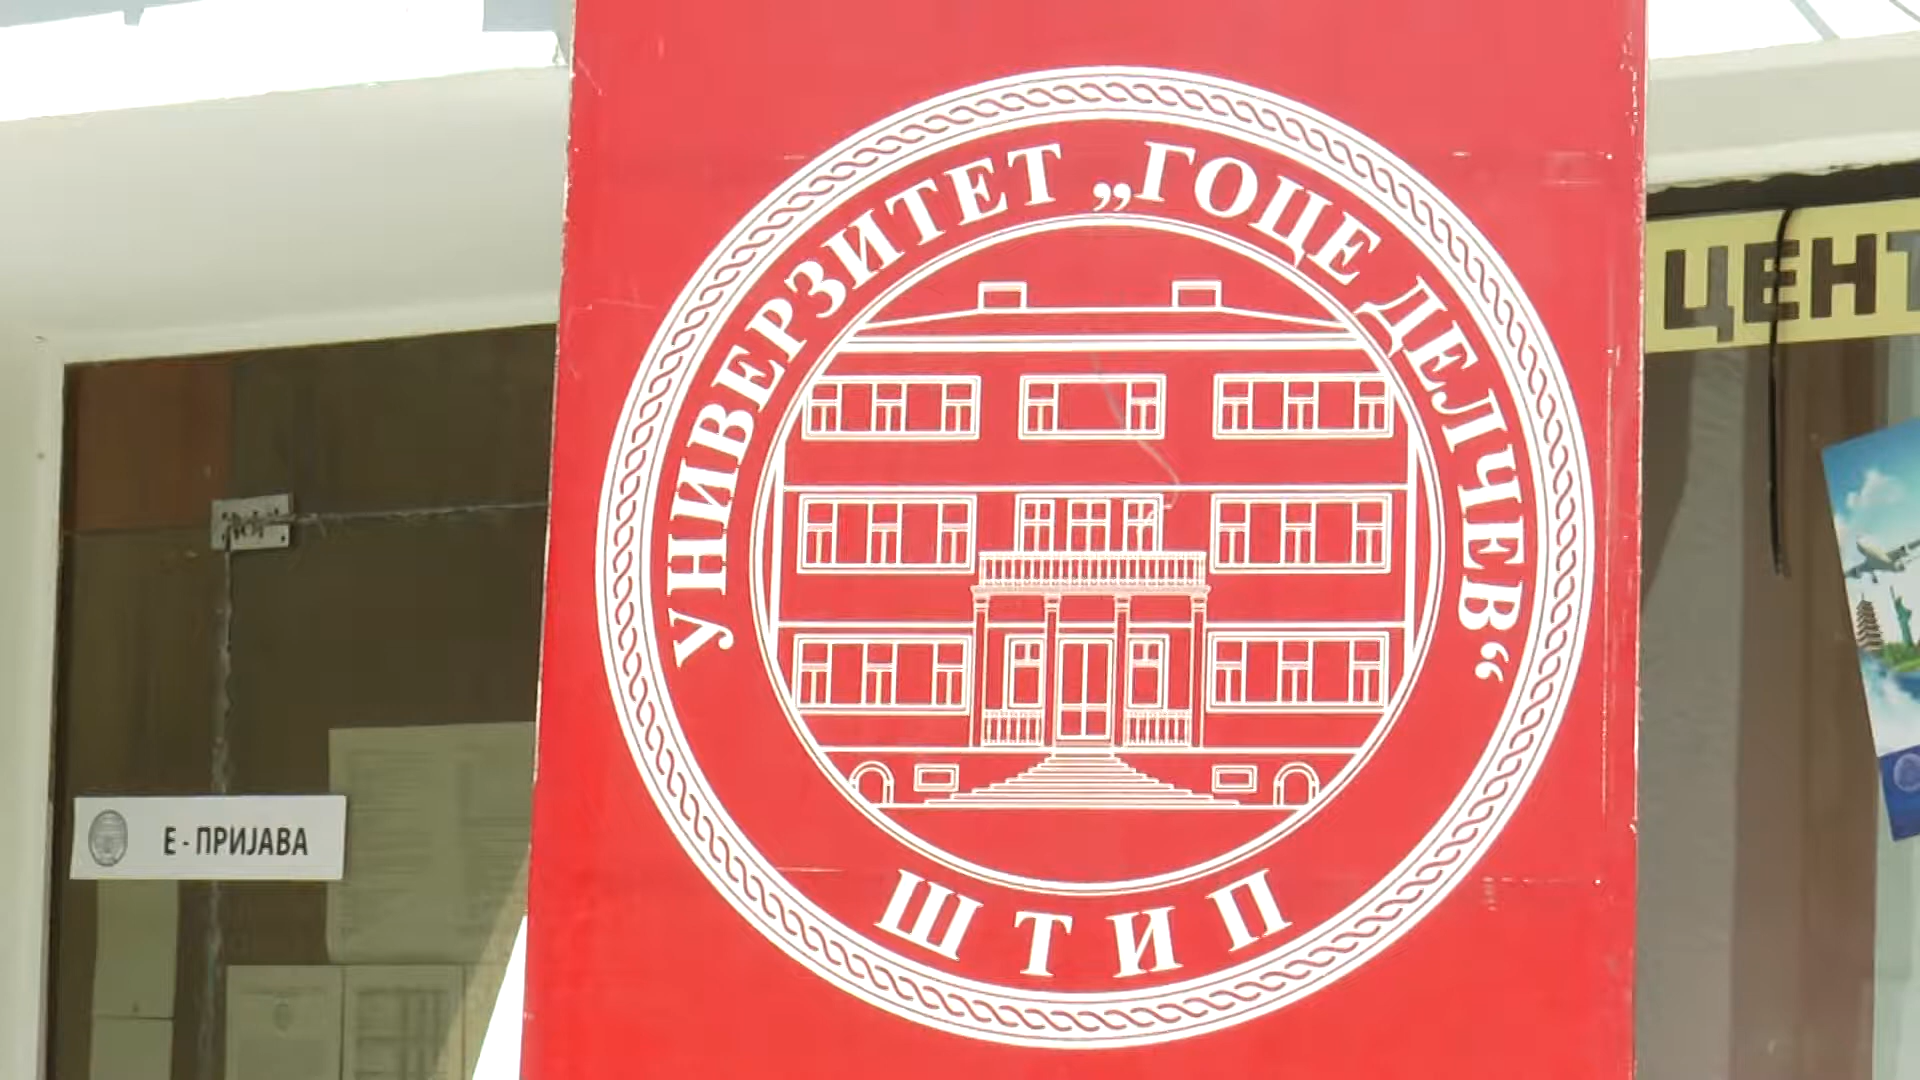 УНИВЕРЗИТЕТ „ГОЦЕ ДЕЛЧЕВ“
ШТИП
ЦЕНТ
Е - ПРИЈАВА